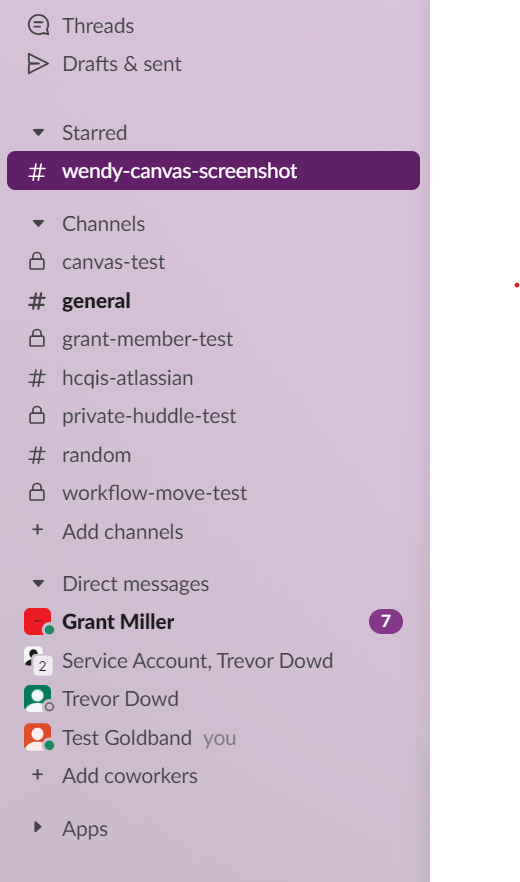 Threads
Drafts & sent
Starred
# wendy-canvas-screenshot
Channels
canvas-test
# general
grant-member-test
# hcqis-atlassian
private-huddle-test
# random
workflow-move-test
+ Add channels
Direct messages
Grant Miller 7
2 Service Account, Trevor Dowd
Trevor Dowd
Test Goldband you
+ Add coworkers
Apps